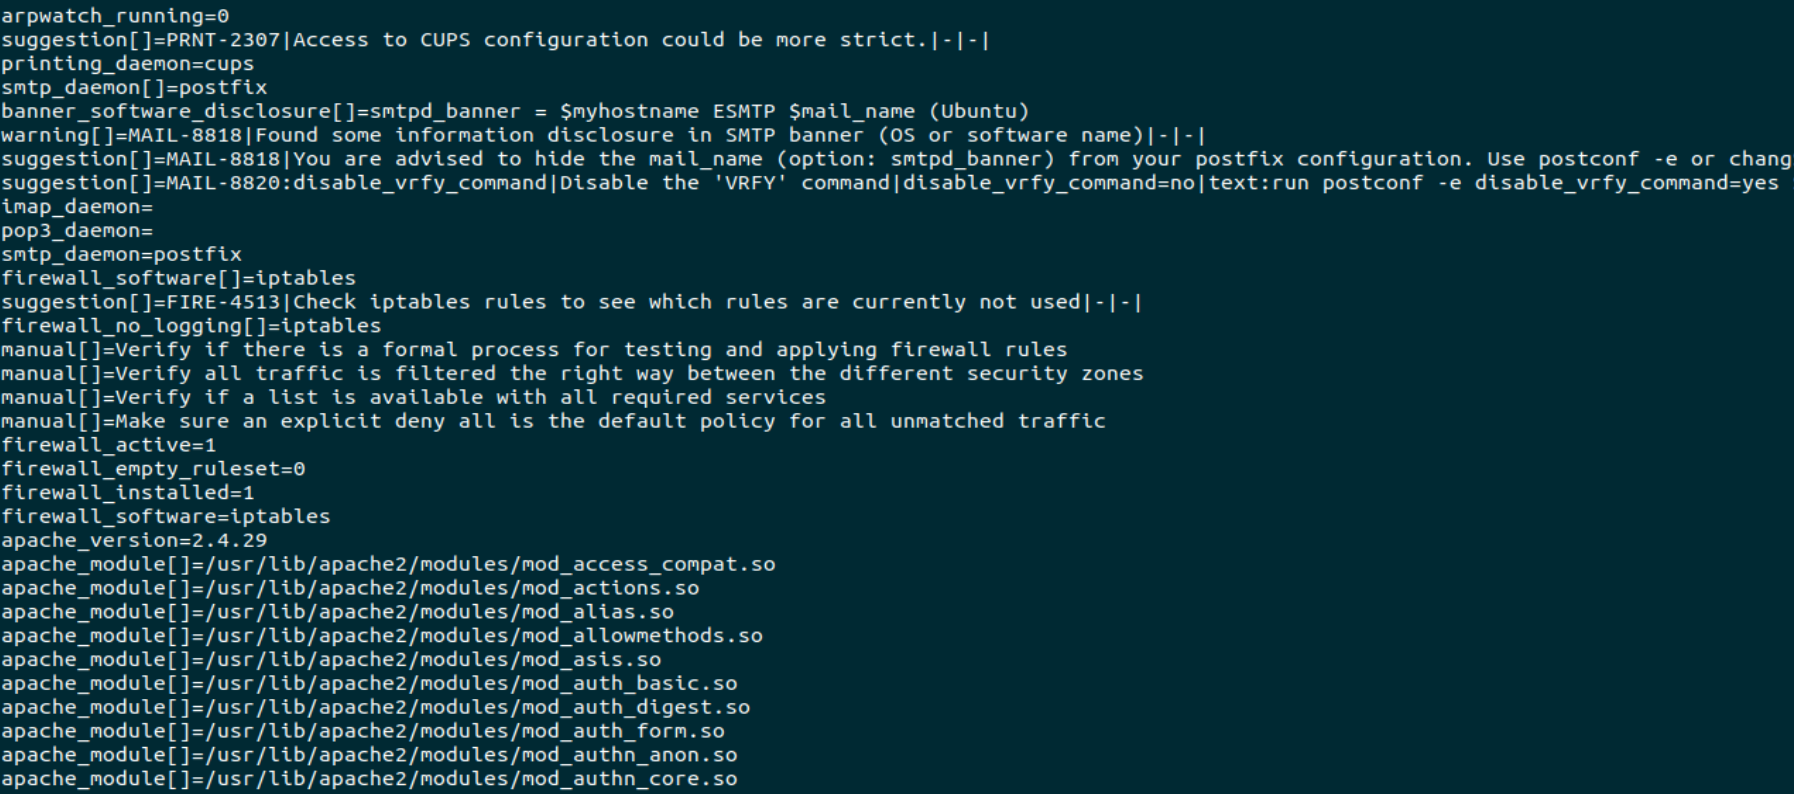 arpwatch_running=0
suggestion[]=PRNT-2307|Access to CUPS configuration could be more strict.|-|-|
printing_daemon=cups
smtp_daemon[]=postfix
banner_software_disclosure[]=smtpd_banner = $myhostname ESMTP $mail_name (Ubuntu)
warning[]=MAIL-8818|Found some information disclosure in SMTP banner (OS or software name)|-|-|
suggestion[]=MAIL-8818|You are advised to hide the mail_name (option: smtpd_banner) from your postfix configuration. Use postconf -e or chang
suggestion[]=MAIL-8820:disable_vrfy_command|Disable the 'VRFY' command|disable_vrfy_command=no|text:run postconf -e disable_vrfy_command=yes
imap_daemon=
pop3_daemon=
smtp_daemon=postfix
firewall_software[]=iptables
suggestion[]=FIRE-4513|Check iptables rules to see which rules are currently not used|-|-|
firewall_no_logging[]=iptables
manual[]=Verify if there is a formal process for testing and applying firewall rules
manual[]=Verify all traffic is filtered the right way between the different security zones
manual[]=Verify if a list is available with all required services
manual[]=Make sure an explicit deny all is the default policy for all unmatched traffic
firewall_active=1
firewall_empty_ruleset=0
firewall_installed=1
firewall_software=iptables
apache_version=2.4.29
apache_module[]=/usr/lib/apache2/modules/mod_access_compat.so
apache_module[]=/usr/lib/apache2/modules/mod_actions.so
apache_module[]=/usr/lib/apache2/modules/mod_alias.so
apache_module[]=/usr/lib/apache2/modules/mod_allowmethods.so
apache_module[]=/usr/lib/apache2/modules/mod_asis.so
apache_module[]=/usr/lib/apache2/modules/mod_auth_basic.so
apache_module[]=/usr/lib/apache2/modules/mod_auth_digest.so
apache_module[]=/usr/lib/apache2/modules/mod_auth_form.so
apache_module[]=/usr/lib/apache2/modules/mod_authn_anon.so
apache_module[]=/usr/lib/apache2/modules/mod_authn_core.so